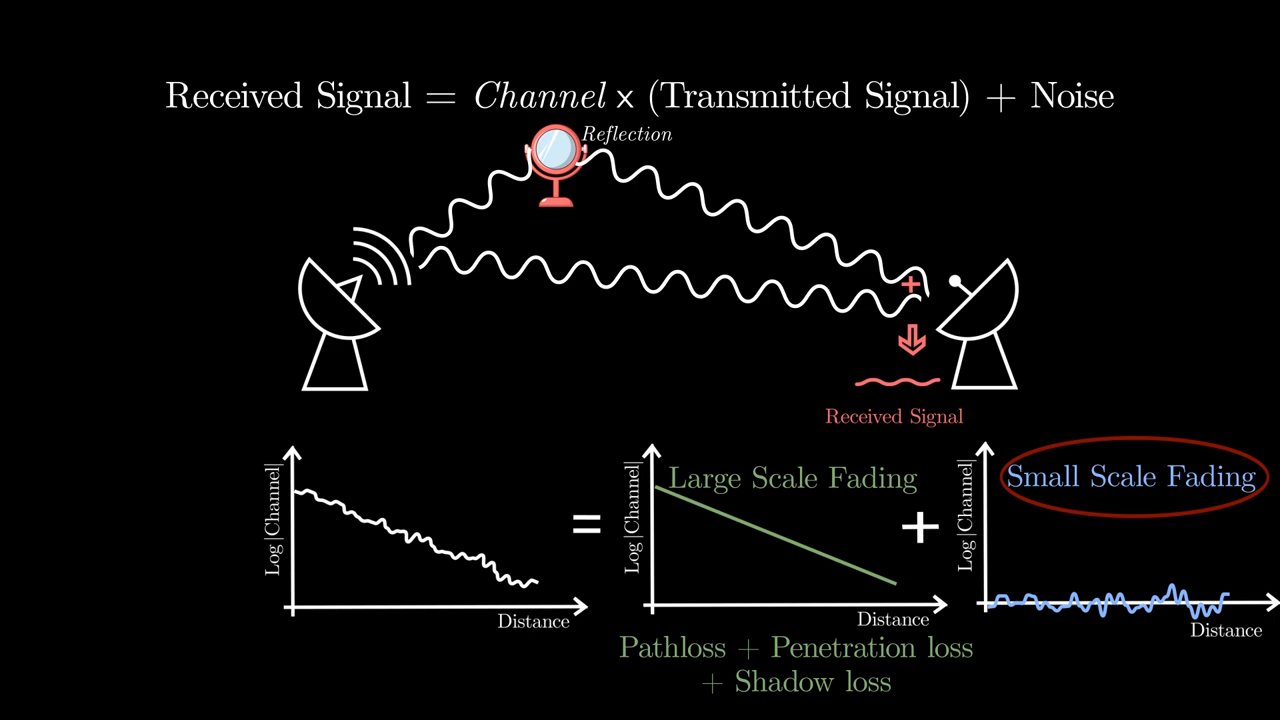 Received Signal = Channel x (Transmitted Signal) + Noise
Reflection
+
Received Signal
Log|Channel|
Distance
=
Log|Channel|
Large Scale Fading
Distance
Pathloss + Penetration loss
+ Shadow loss
+
Log|Channel|
Small Scale Fading
Distance